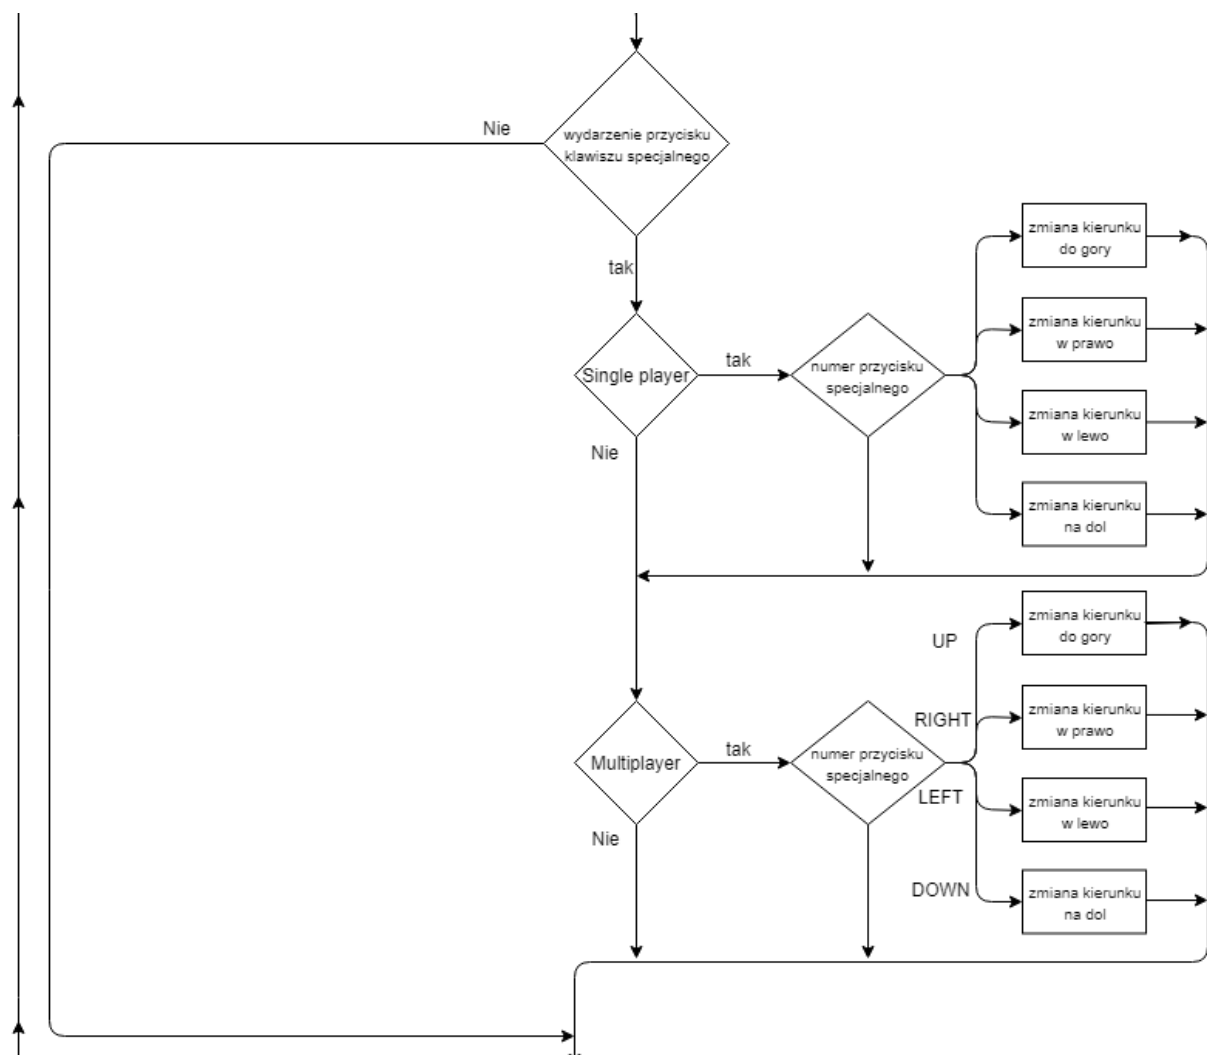 Nie
wydarzenie przycisku
klawiszu specjalnego
tak
zmiana kierunku
do gory
zmiana kierunku
w prawo
Single player
tak
numer przycisku
specjalnego
zmiana kierunku
w lewo
Nie
zmiana kierunku
na dol
UP
zmiana kierunku
do gory
RIGHT
zmiana kierunku
w prawo
Multiplayer
tak
numer przycisku
specjalnego
LEFT
zmiana kierunku
w lewo
Nie
DOWN
zmiana kierunku
na dol